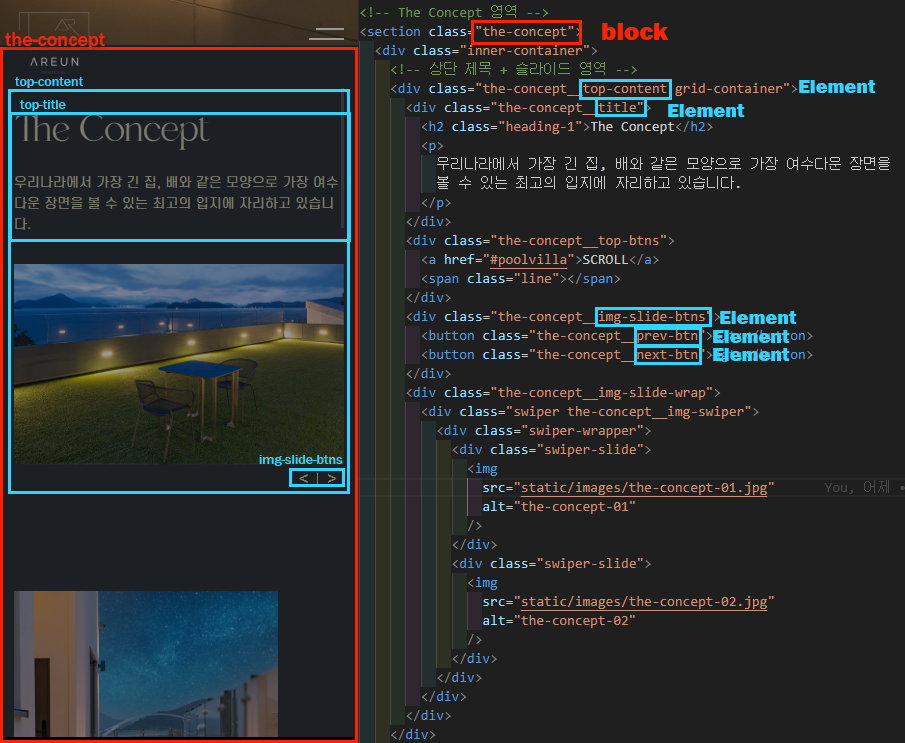 AR
the-concept
AREUN
top-content
top-title
The Concept
우리나라에서 가장 긴 집, 배와 같은 모양으로 가장 여수
다운 장면을 볼 수 있는 최고의 입지에 자리하고 있습니
다.
img-slide-btns
< | >
<!-- The Concept 영역 -->
<section class="the-concept"> block
<div class="inner-container">
<!-- 상단 제목 + 슬라이드 영역 -->
<div class="the-concept__top-content grid-container"> Element
<div class="the-concept__title"> Element
<h2 class="heading-1">The Concept</h2>
<p>
우리나라에서 가장 긴 집, 배와 같은 모양으로 가장 여수다운 장면을
볼 수 있는 최고의 입지에 자리하고 있습니다.
</p>
</div>
<div class="the-concept__top-btns">
<a href="#poolvilla">SCROLL</a>
<span class="line"></span>
</div>
<div class="the-concept__img-slide-btns"> Element
<button class="the-concept__prev-btn"> Element </button>
<button class="the-concept__next-btn"> Element </button>
</div>
<div class="the-concept__img-slide-wrap">
<div class="swiper the-concept__img-swiper">
<div class="swiper-wrapper">
<div class="swiper-slide">
<img
src="static/images/the-concept-01.jpg" You, 어제 •
alt="the-concept-01"
/>
</div>
<div class="swiper-slide">
<img
src="static/images/the-concept-02.jpg"
alt="the-concept-02"
/>
</div>
</div>
</div>
</div>
</div>